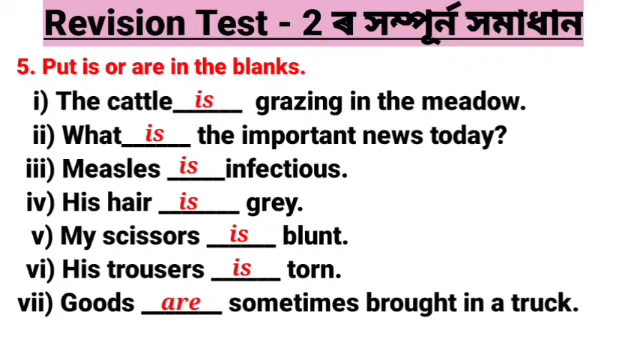 Revision Test - 2 ৰ সম্পূৰ্ন সমাধান
5. Put is or are in the blanks.
i) The cattle is grazing in the meadow.
ii) What is the important news today?
iii) Measles is infectious.
iv) His hair is grey.
v) My scissors is blunt.
vi) His trousers is torn.
vii) Goods are sometimes brought in a truck.